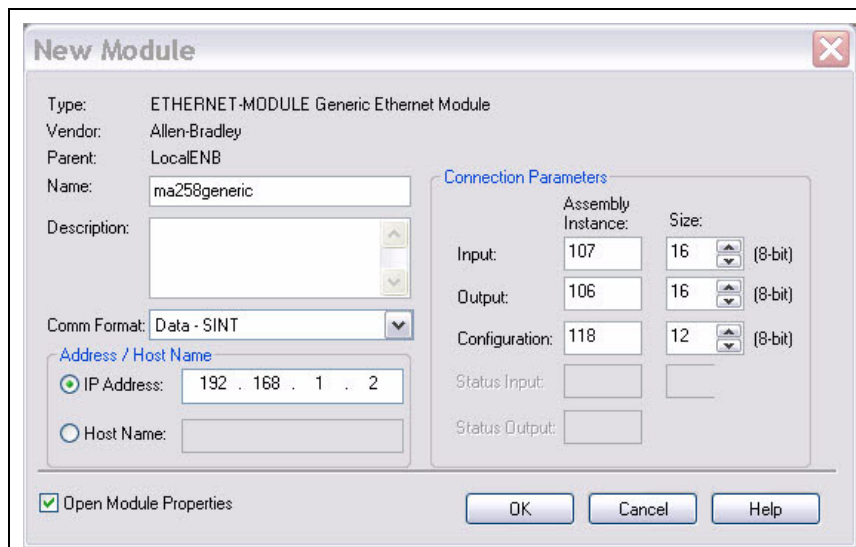 New Module
Type: ETHERNET-MODULE Generic Ethernet Module
Vendor: Allen-Bradley
Parent: LocalENB
Name: ma258generic
Description:
Comm Format: Data - SINT
Address / Host Name
IP Address: 192 . 168 . 1 . 2
Host Name:
Connection Parameters
Assembly
Instance: Size:
Input: 107 16 (8-bit)
Output: 106 16 (8-bit)
Configuration: 118 12 (8-bit)
Status Input:
Status Output:
Open Module Properties
OK Cancel Help